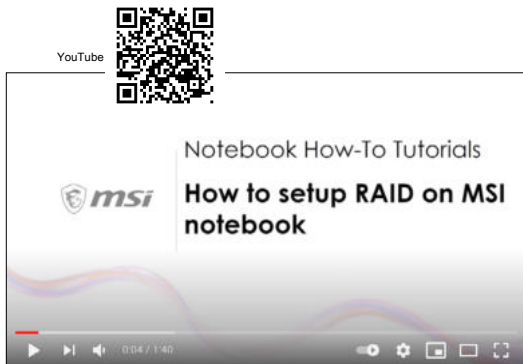 YouTube
Notebook How-To Tutorials
msi
How to setup RAID on MSI
notebook
0:04 / 1:40